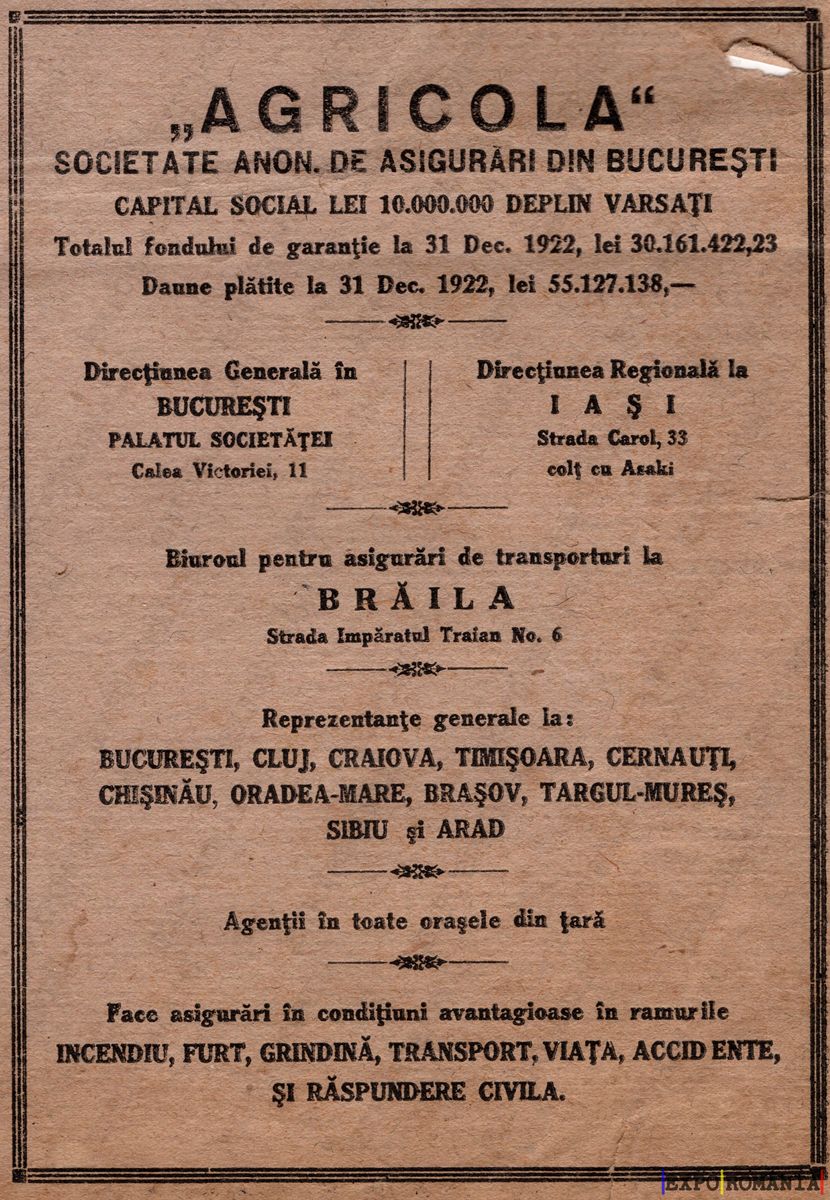 „AGRICOLA“
SOCIETATE ANON. DE ASIGURĂRI DIN BUCUREŞTI
CAPITAL SOCIAL LEI 10.000.000 DEPLIN VARSAŢI
Totalul fondului de garanţie la 31 Dec. 1922, lei 30.161.422,23
Daune plătite la 31 Dec. 1922, lei 55.127.138,—
Direcţiunea Generală în
BUCUREŞTI
PALATUL SOCIETĂŢEI
Calea Victoriei, 11
Direcţiunea Regională la
IAŞI
Strada Carol, 33
colţ cu Asaki
Biuroul pentru asigurări de transporturi la
BRĂILA
Strada Impăratul Traian No. 6
Reprezentanţe generale la:
BUCUREŞTI, CLUJ, CRAIOVA, TIMIŞOARA, CERNAUŢI,
CHIŞINĂU, ORADEA-MARE, BRAŞOV, TARGUL-MUREŞ,
SIBIU şi ARAD
Agenţii în toate oraşele din ţară
Face asigurări în condiţiuni avantagioase în ramurile
INCENDIU, FURT, GRINDINĂ, TRANSPORT, VIAŢA, ACCIDENTE,
ŞI RĂSPUNDERE CIVILA.
EXPO ROMANIA